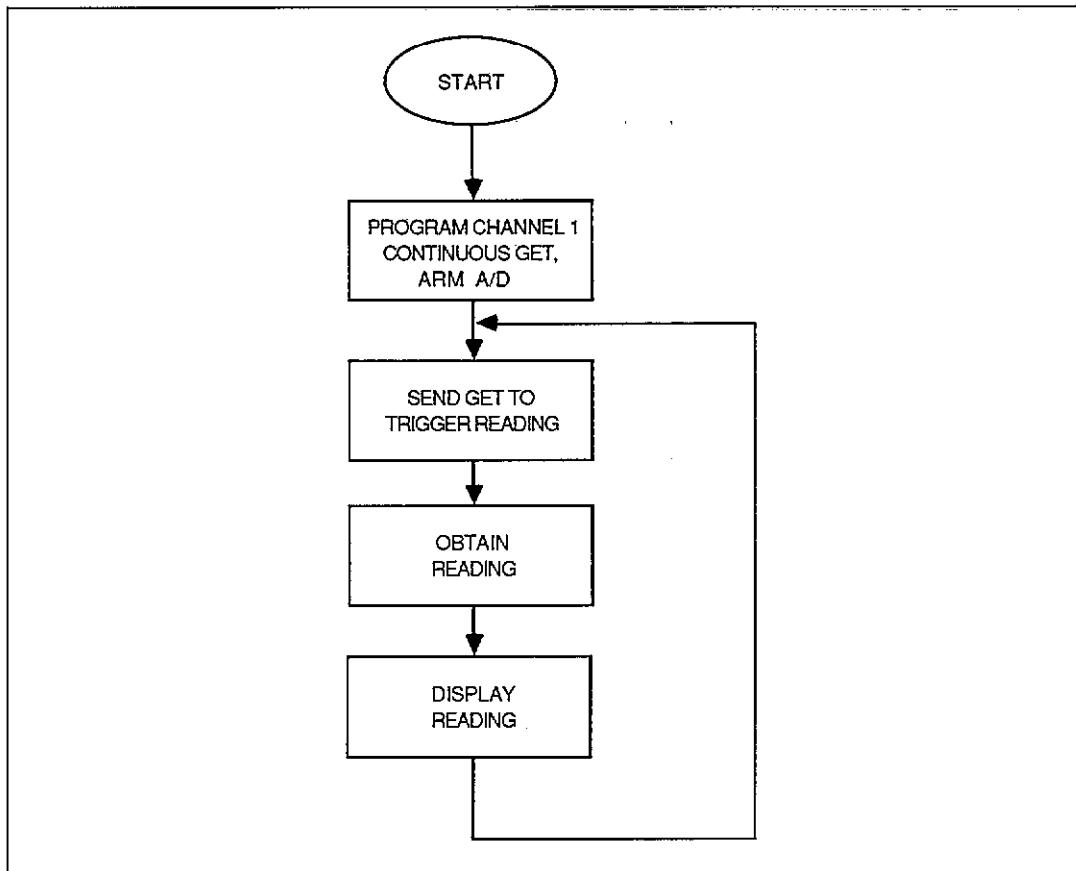 START
PROGRAM CHANNEL 1
CONTINUOUS GET,
ARM A/D
SEND GET TO
TRIGGER READING
OBTAIN
READING
DISPLAY
READING